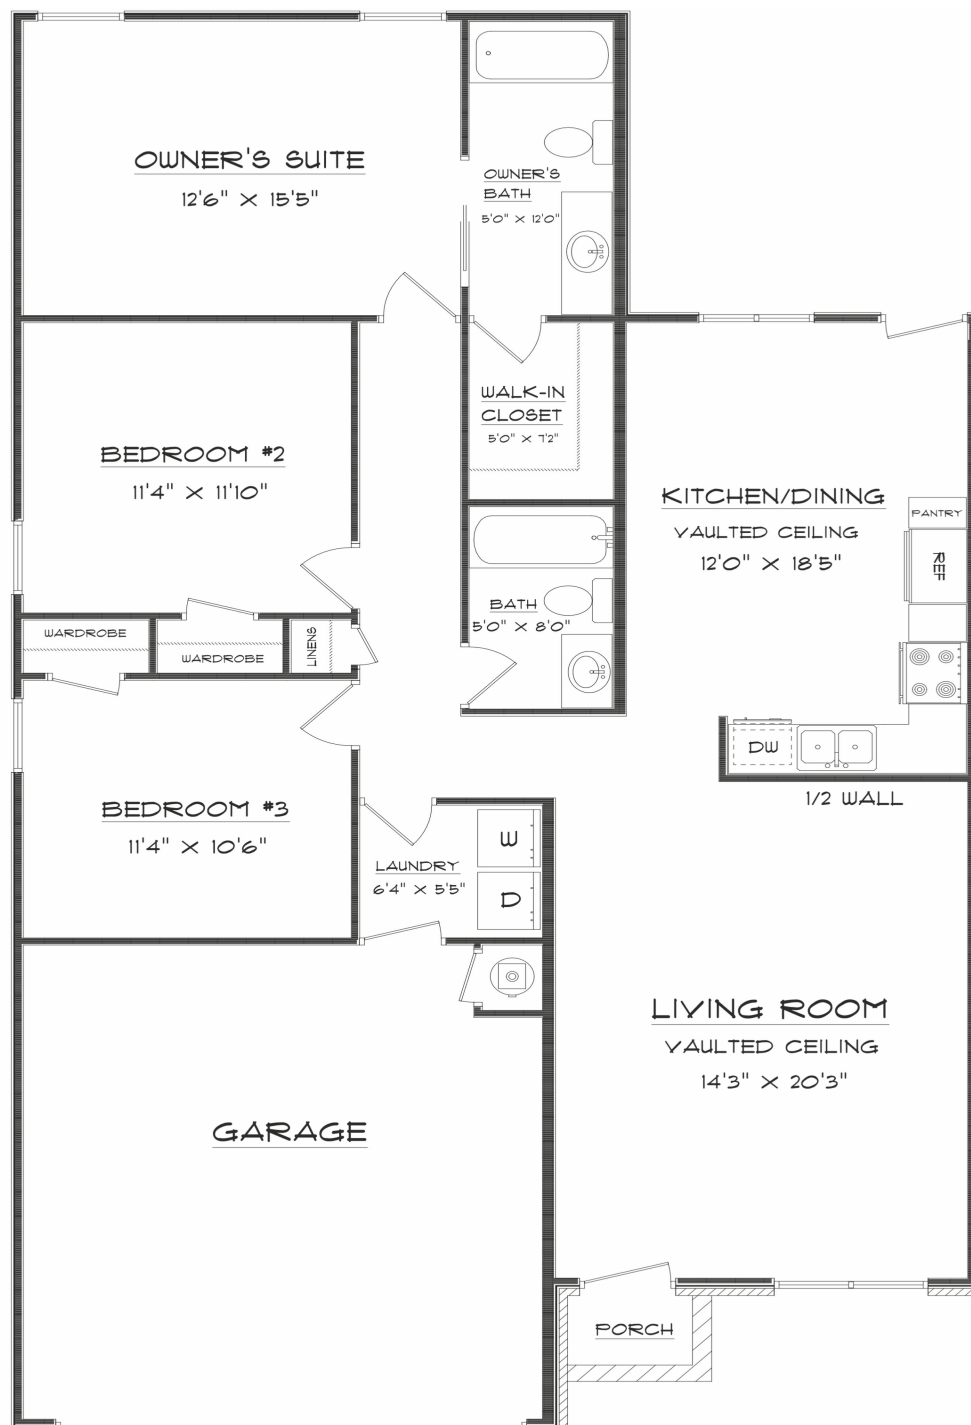 OWNER'S SUITE
12'6" X 15'5"
OWNER'S
BATH
5'0" X 12'0"
WALK-IN
CLOSET
5'0" X 7'2"
BEDROOM #2
11'4" X 11'10"
KITCHEN/DINING
VAULTED CEILING
12'0" X 18'5"
PANTRY
REF
BATH
5'0" X 8'0"
WARDROBE
WARDROBE
LINENS
DW
1/2 WALL
BEDROOM #3
11'4" X 10'6"
LAUNDRY
6'4" X 5'5"
W
D
LIVING ROOM
VAULTED CEILING
14'3" X 20'3"
GARAGE
PORCH